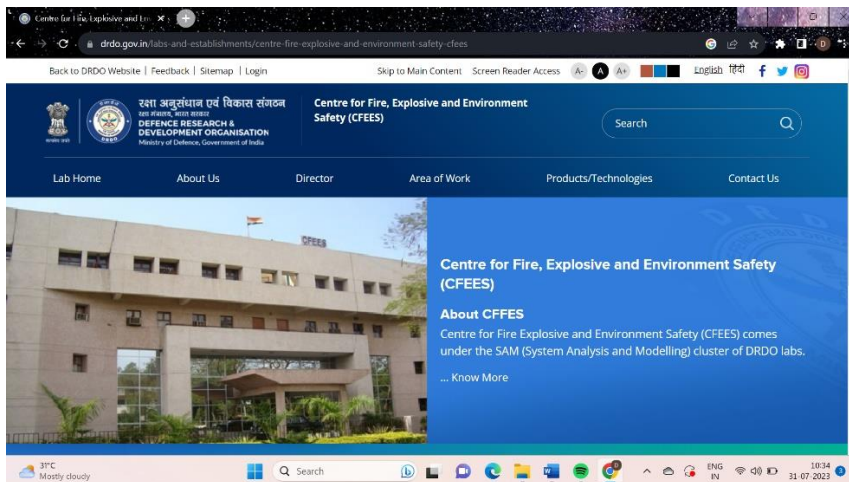 Centre for Fire, Explosive and En
drdo.gov.in/labs-and-establishments/centre-fire-explosive-and-environment-safety-cfees
Back to DRDO Website | Feedback | Sitemap | Login
Skip to Main Content Screen Reader Access A- A A+ English हिंदी
रक्षा अनुसंधान एवं विकास संगठन
DEFENCE RESEARCH &
DEVELOPMENT ORGANISATION
Ministry of Defence, Government of India
Centre for Fire, Explosive and Environment
Safety (CFEES)
Search
Lab Home About Us Director Area of Work Products/Technologies Contact Us
CFEES
Centre for Fire, Explosive and Environment Safety
(CFEES)
About CFFES
Centre for Fire Explosive and Environment Safety (CFEES) comes
under the SAM (System Analysis and Modelling) cluster of DRDO labs.
... Know More
31°C
Mostly cloudy
Search
ENG
IN
10:34
31-07-2023